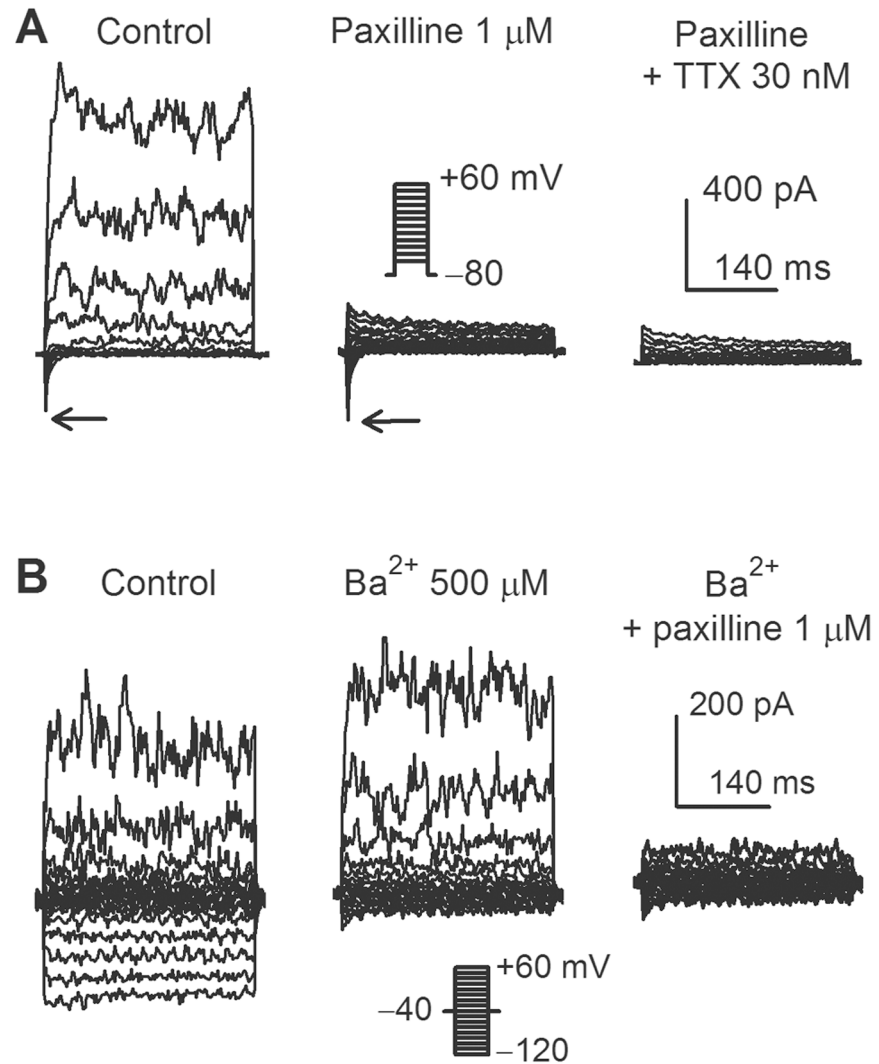 A
Control
Paxilline 1 μM
Paxilline
+ TTX 30 nM
+60 mV
−80
400 pA
140 ms
B
Control
Ba²⁺ 500 μM
Ba²⁺
+ paxilline 1 μM
200 pA
140 ms
+60 mV
−40
−120